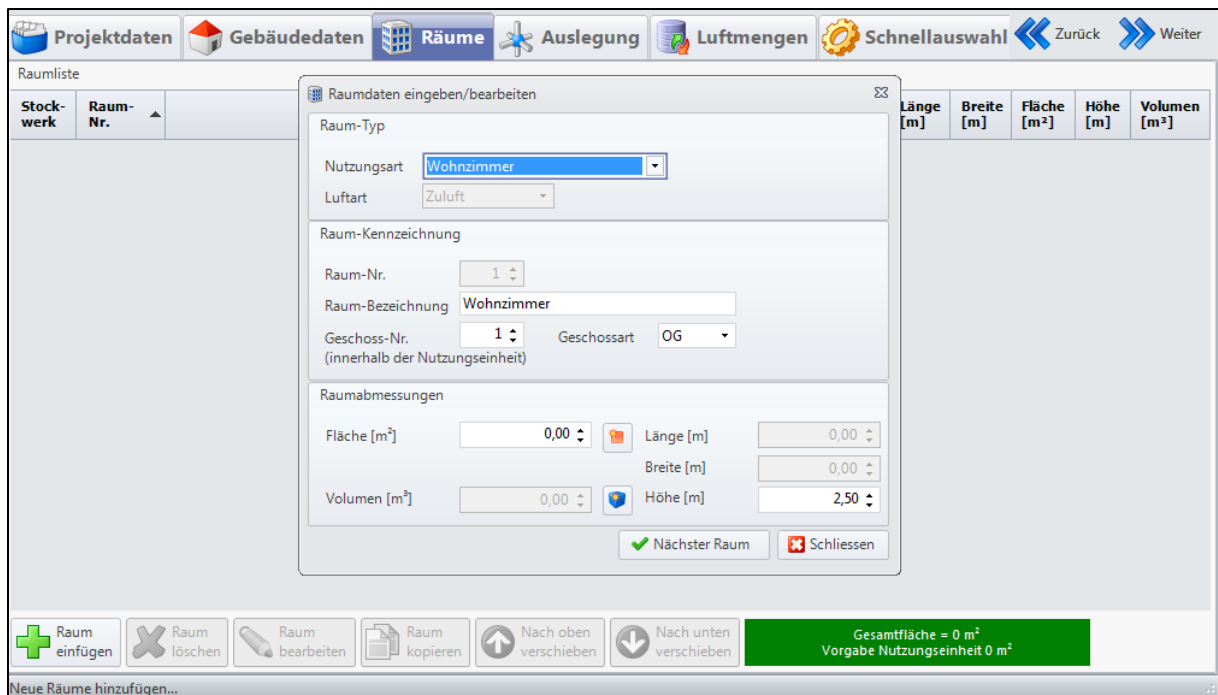 Projektdaten Gebäudedaten Räume Auslegung Luftmengen Schnellauswahl Zurück Weiter
Raumliste
Stock-werk Raum-Nr. Länge [m] Breite [m] Fläche [m²] Höhe [m] Volumen [m³]
Raumdaten eingeben/bearbeiten
Raum-Typ
Nutzungsart Wohnzimmer
Luftart Zuluft
Raum-Kennzeichnung
Raum-Nr. 1
Raum-Bezeichnung Wohnzimmer
Geschoss-Nr. 1 Geschossart OG
(innerhalb der Nutzungseinheit)
Raumabmessungen
Fläche [m²] 0,00 Länge [m] 0,00
Breite [m] 0,00
Volumen [m³] 0,00 Höhe [m] 2,50
Nächster Raum Schliessen
Raum einfügen Raum löschen Raum bearbeiten Raum kopieren Nach oben verschieben Nach unten verschieben
Gesamtfläche = 0 m²
Vorgabe Nutzungseinheit 0 m²
Neue Räume hinzufügen...